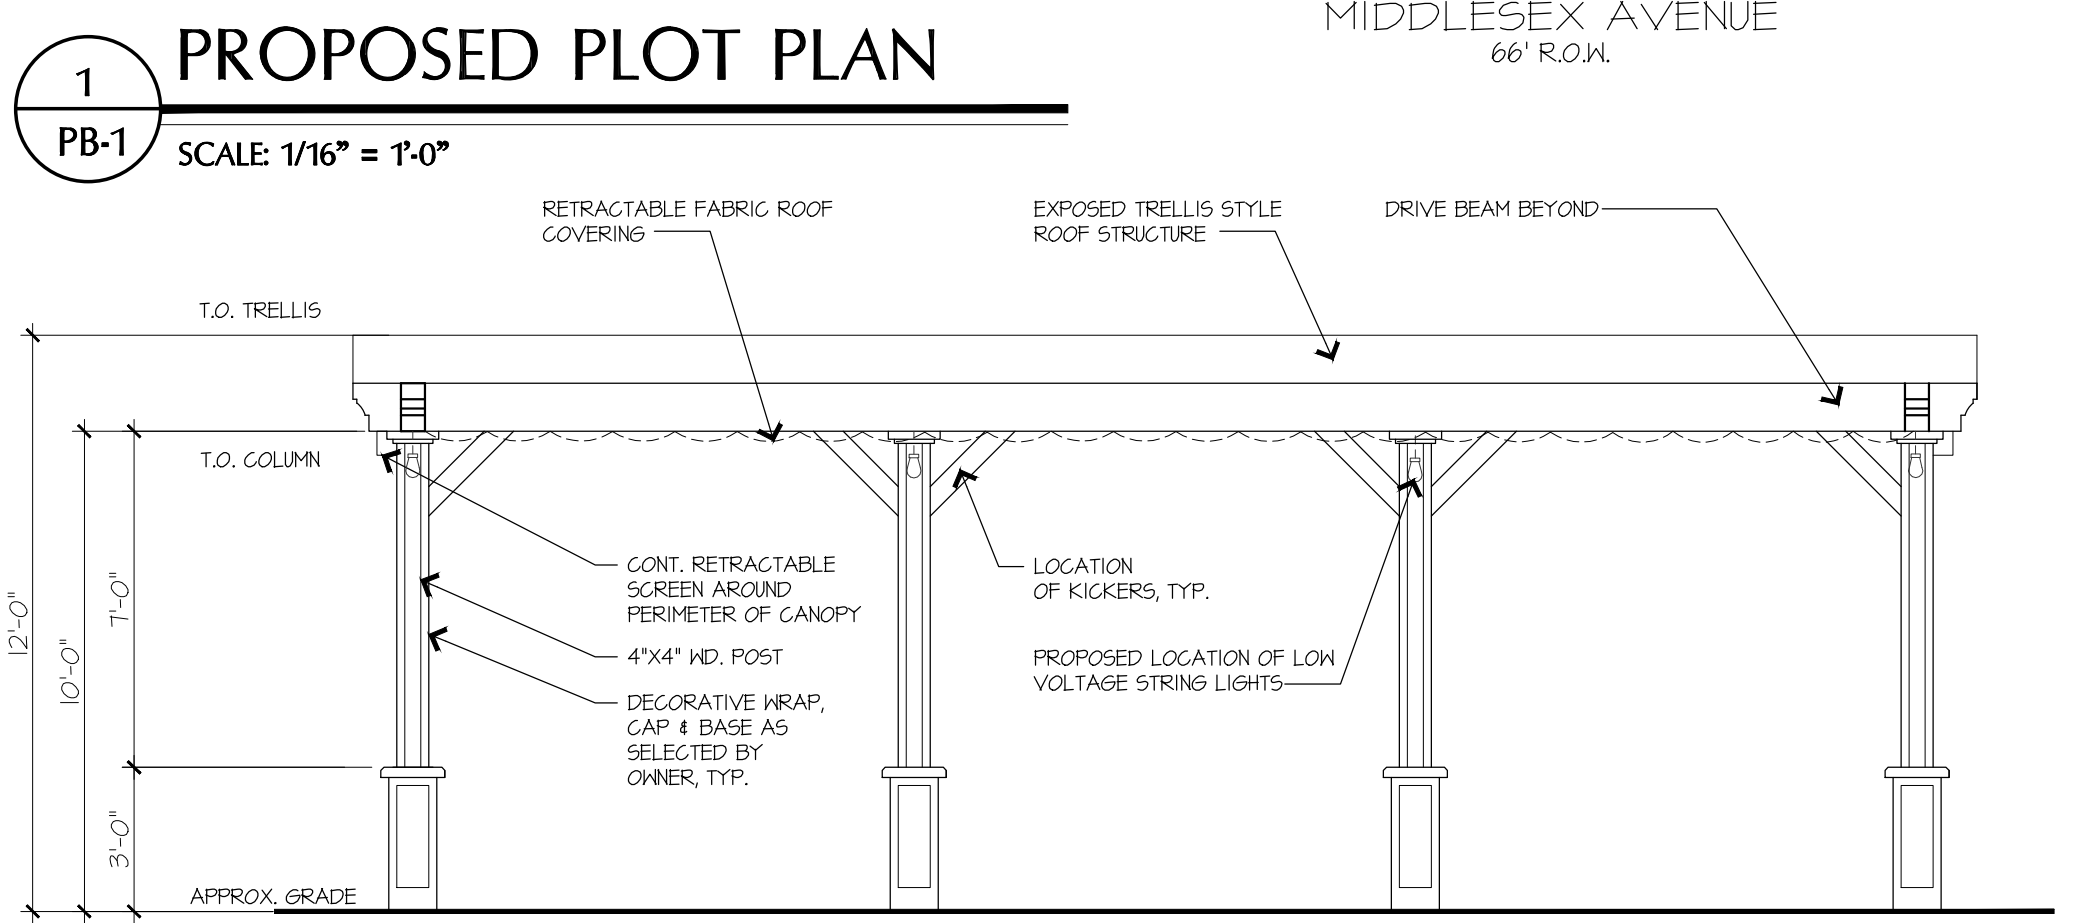 MIDDLESEX AVENUE
66' R.O.W.
1
PROPOSED PLOT PLAN
PB-1
SCALE: 1/16” = 1’-0”
RETRACTABLE FABRIC ROOF
COVERING
EXPOSED TRELLIS STYLE
ROOF STRUCTURE
DRIVE BEAM BEYOND
T.O. TRELLIS
T.O. COLUMN
CONT. RETRACTABLE
SCREEN AROUND
PERIMETER OF CANOPY
4"X4" WD. POST
DECORATIVE WRAP,
CAP & BASE AS
SELECTED BY
OWNER, TYP.
LOCATION
OF KICKERS, TYP.
PROPOSED LOCATION OF LOW
VOLTAGE STRING LIGHTS
12'-0"
10'-0"
7'-0"
3'-0"
APPROX. GRADE